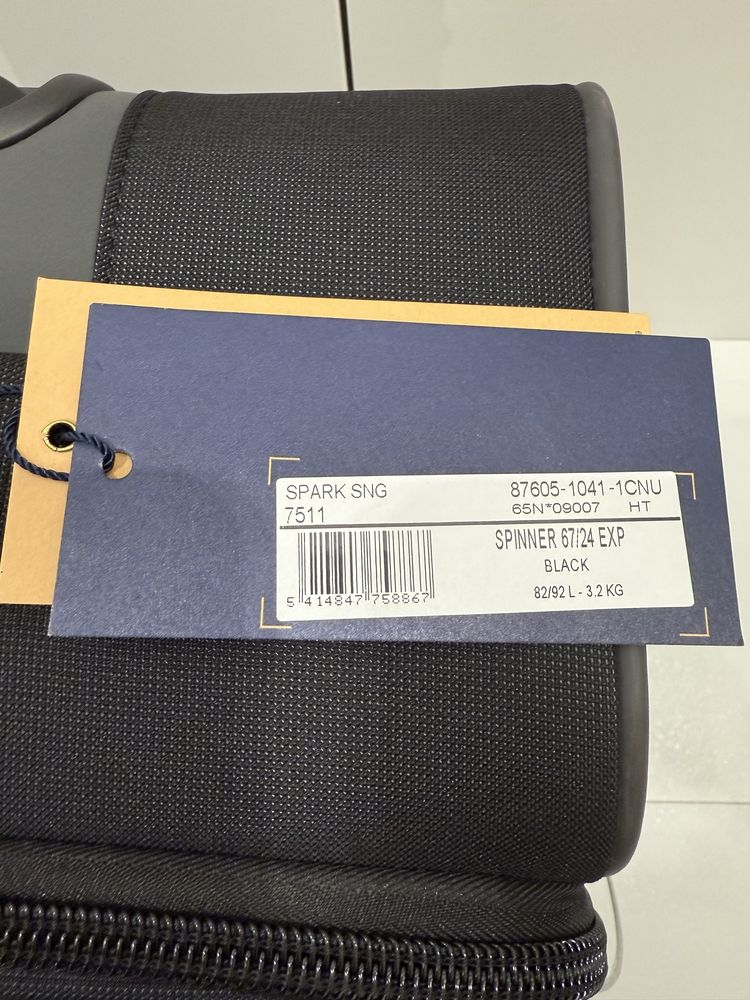 SPARK SNG 87605-1041-1CNU
7511 65N*09007 HT
SPINNER 67/24 EXP
BLACK
82/92 L - 3.2 KG
5 414847 758867